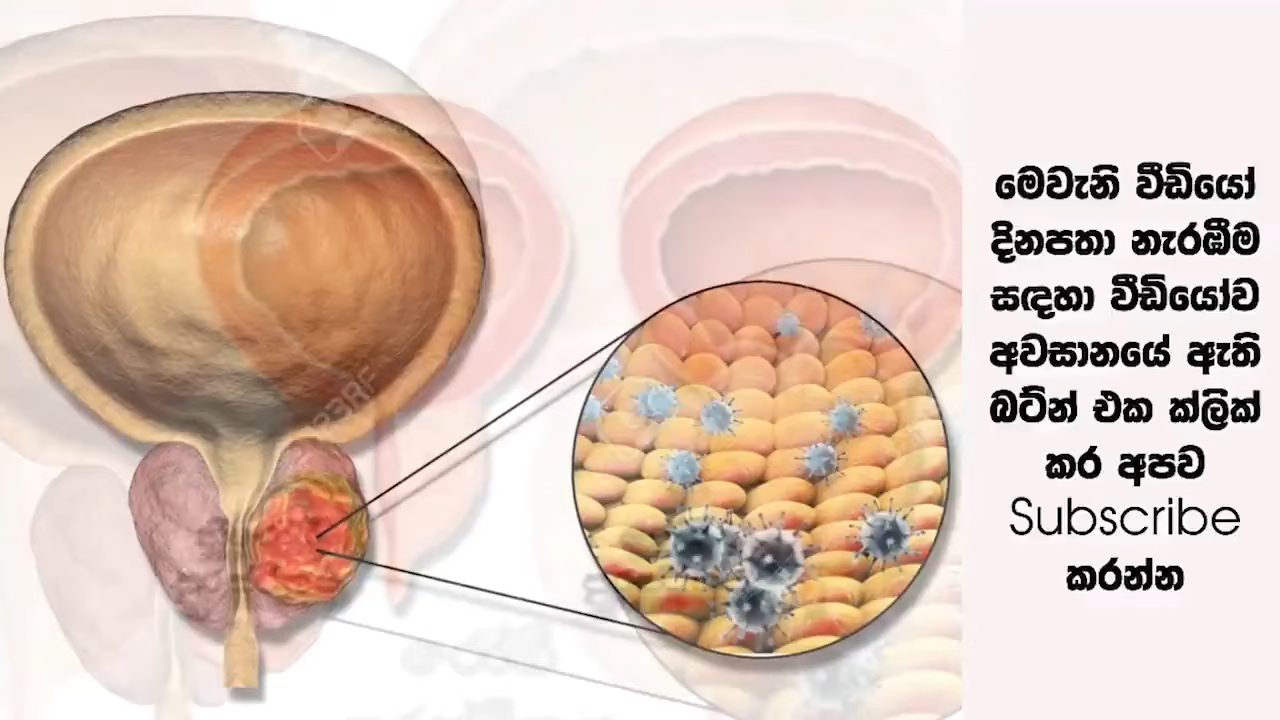 මෙවැනි වීඩියෝ
දිනපතා නැරඹීම
සඳහා වීඩියෝව
අවසානයේ ඇති
බටන් එක ක්ලික්
කර අපව
Subscribe
කරන්න